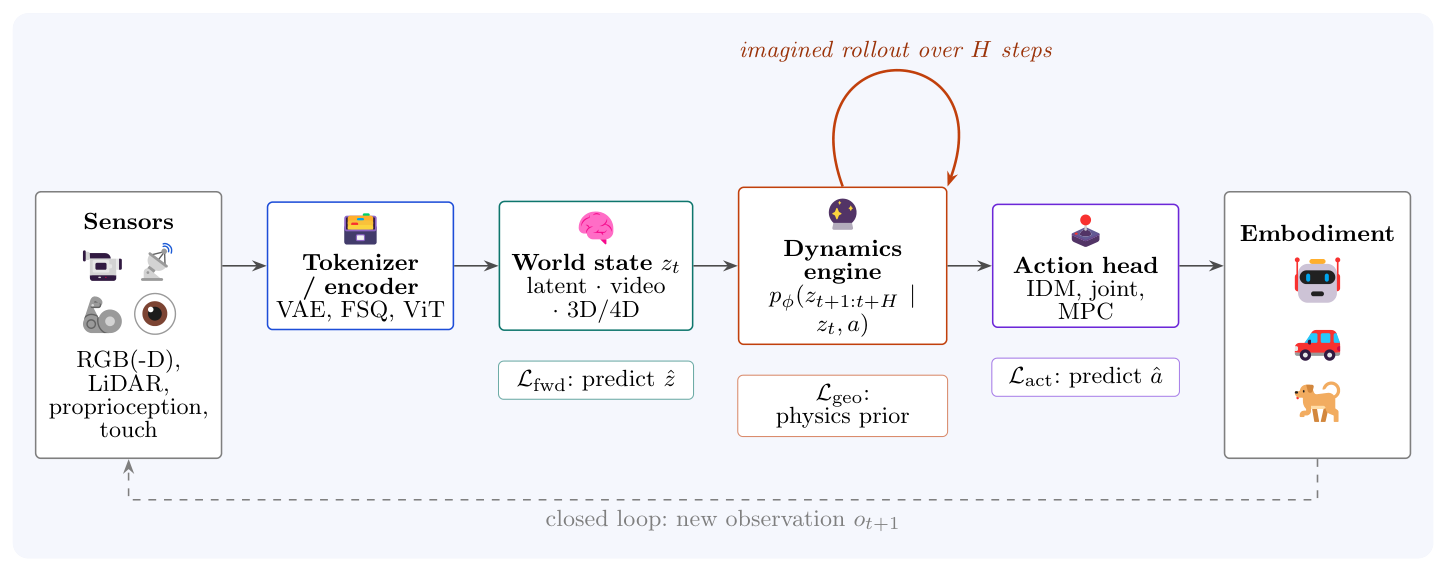 imagined rollout over H steps
Sensors
RGB(-D),
LiDAR,
proprioception,
touch
Tokenizer
/ encoder
VAE, FSQ, ViT
World state z_t
latent · video
· 3D/4D
ℒ_fwd: predict ẑ
Dynamics
engine
p_ϕ(z_{t+1:t+H} |
z_t, a)
ℒ_geo:
physics prior
Action head
IDM, joint,
MPC
ℒ_act: predict â
Embodiment
closed loop: new observation o_{t+1}